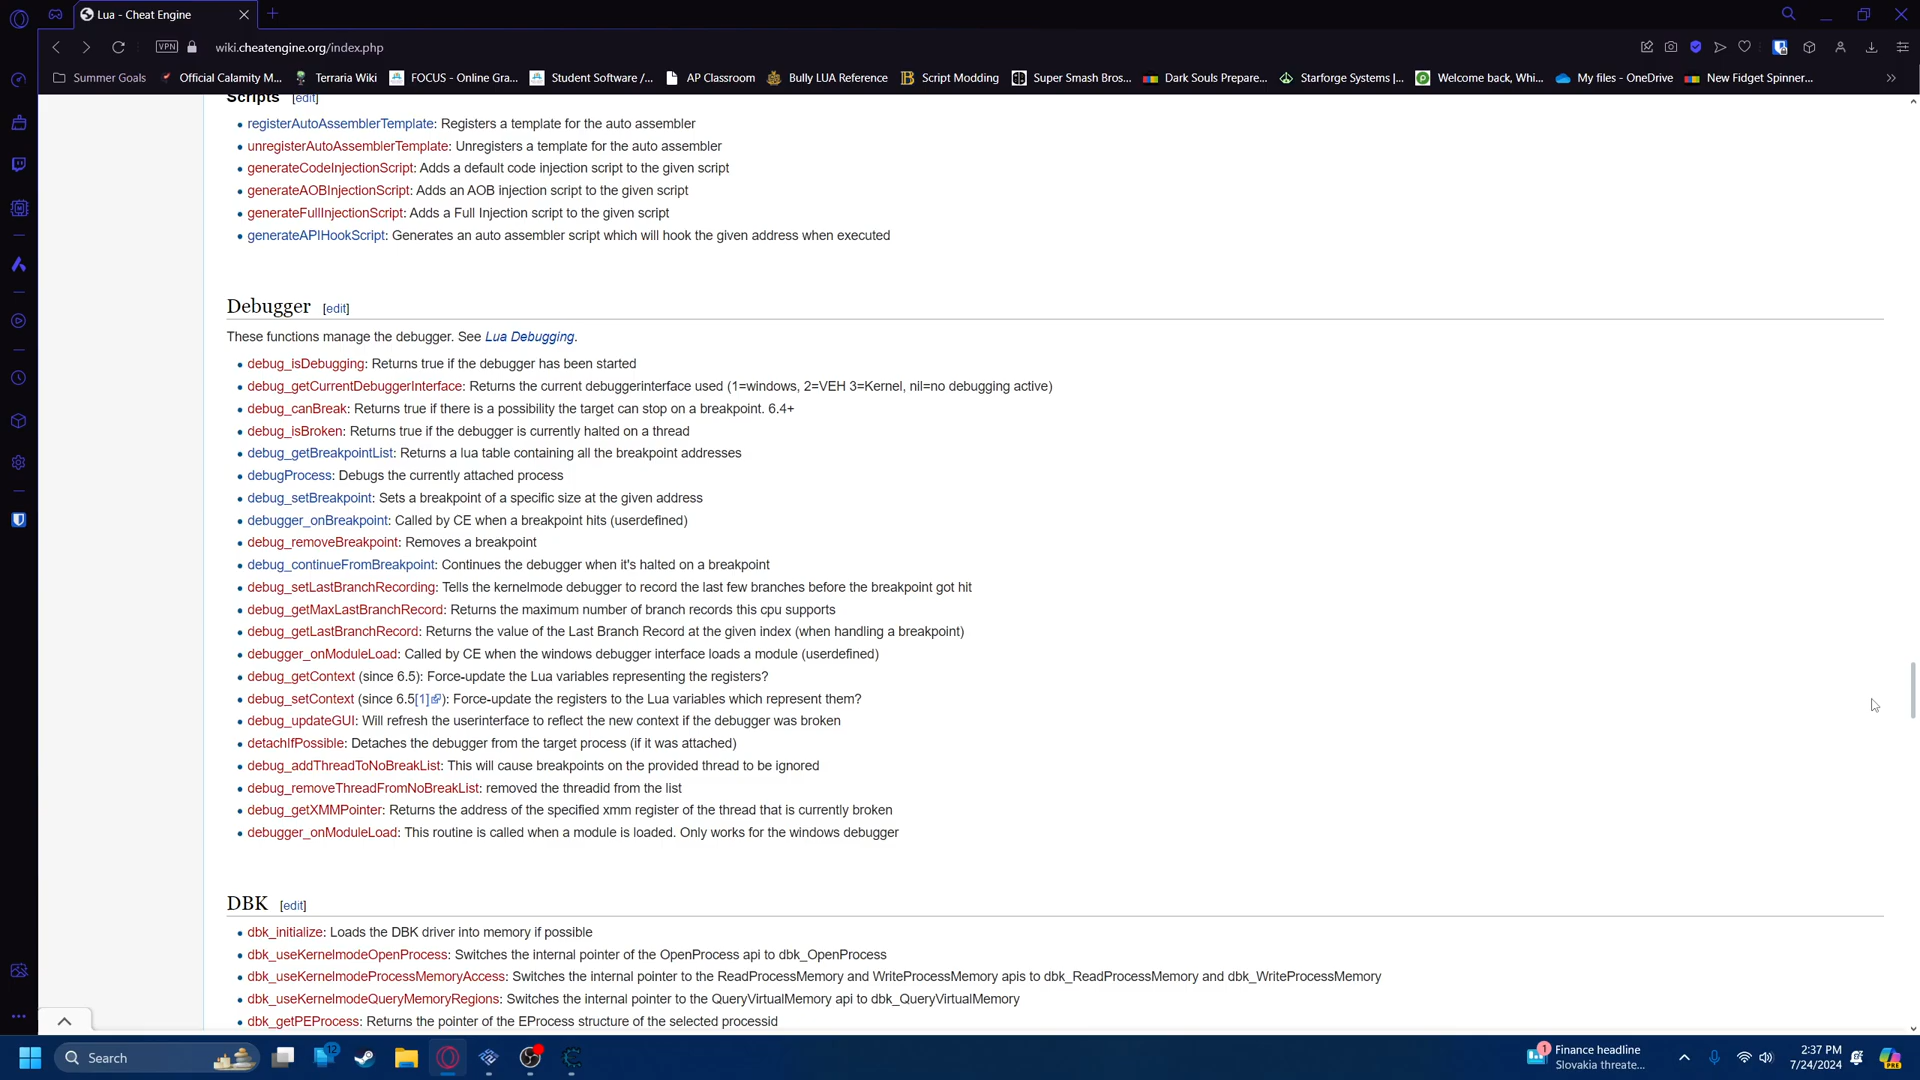 Lua - Cheat Engine
VPN
wiki.cheatengine.org/index.php
Summer Goals
Official Calamity M...
Terraria Wiki
FOCUS - Online Gra...
Student Software /...
AP Classroom
Bully LUA Reference
Script Modding
Super Smash Bros...
Dark Souls Prepare...
Starforge Systems |...
Welcome back, Whi...
My files - OneDrive
New Fidget Spinner...
Scripts [edit]
registerAutoAssemblerTemplate: Registers a template for the auto assembler
unregisterAutoAssemblerTemplate: Unregisters a template for the auto assembler
generateCodeInjectionScript: Adds a default code injection script to the given script
generateAOBInjectionScript: Adds an AOB injection script to the given script
generateFullInjectionScript: Adds a Full Injection script to the given script
generateAPIHookScript: Generates an auto assembler script which will hook the given address when executed
Debugger [edit]
These functions manage the debugger. See Lua Debugging.
debug_isDebugging: Returns true if the debugger has been started
debug_getCurrentDebuggerInterface: Returns the current debuggerinterface used (1=windows, 2=VEH 3=Kernel, nil=no debugging active)
debug_canBreak: Returns true if there is a possibility the target can stop on a breakpoint. 6.4+
debug_isBroken: Returns true if the debugger is currently halted on a thread
debug_getBreakpointList: Returns a lua table containing all the breakpoint addresses
debugProcess: Debugs the currently attached process
debug_setBreakpoint: Sets a breakpoint of a specific size at the given address
debugger_onBreakpoint: Called by CE when a breakpoint hits (userdefined)
debug_removeBreakpoint: Removes a breakpoint
debug_continueFromBreakpoint: Continues the debugger when it's halted on a breakpoint
debug_setLastBranchRecording: Tells the kernelmode debugger to record the last few branches before the breakpoint got hit
debug_getMaxLastBranchRecord: Returns the maximum number of branch records this cpu supports
debug_getLastBranchRecord: Returns the value of the Last Branch Record at the given index (when handling a breakpoint)
debugger_onModuleLoad: Called by CE when the windows debugger interface loads a module (userdefined)
debug_getContext (since 6.5): Force-update the Lua variables representing the registers?
debug_setContext (since 6.5[1]): Force-update the registers to the Lua variables which represent them?
debug_updateGUI: Will refresh the userinterface to reflect the new context if the debugger was broken
detachIfPossible: Detaches the debugger from the target process (if it was attached)
debug_addThreadToNoBreakList: This will cause breakpoints on the provided thread to be ignored
debug_removeThreadFromNoBreakList: removed the threadid from the list
debug_getXMMPointer: Returns the address of the specified xmm register of the thread that is currently broken
debugger_onModuleLoad: This routine is called when a module is loaded. Only works for the windows debugger
DBK [edit]
dbk_initialize: Loads the DBK driver into memory if possible
dbk_useKernelmodeOpenProcess: Switches the internal pointer of the OpenProcess api to dbk_OpenProcess
dbk_useKernelmodeProcessMemoryAccess: Switches the internal pointer to the ReadProcessMemory and WriteProcessMemory apis to dbk_ReadProcessMemory and dbk_WriteProcessMemory
dbk_useKernelmodeQueryMemoryRegions: Switches the internal pointer to the QueryVirtualMemory api to dbk_QueryVirtualMemory
dbk_getPEProcess: Returns the pointer of the EProcess structure of the selected processid
Search
12
1
Finance headline
Slovakia threate...
2:37 PM
7/24/2024
PRE